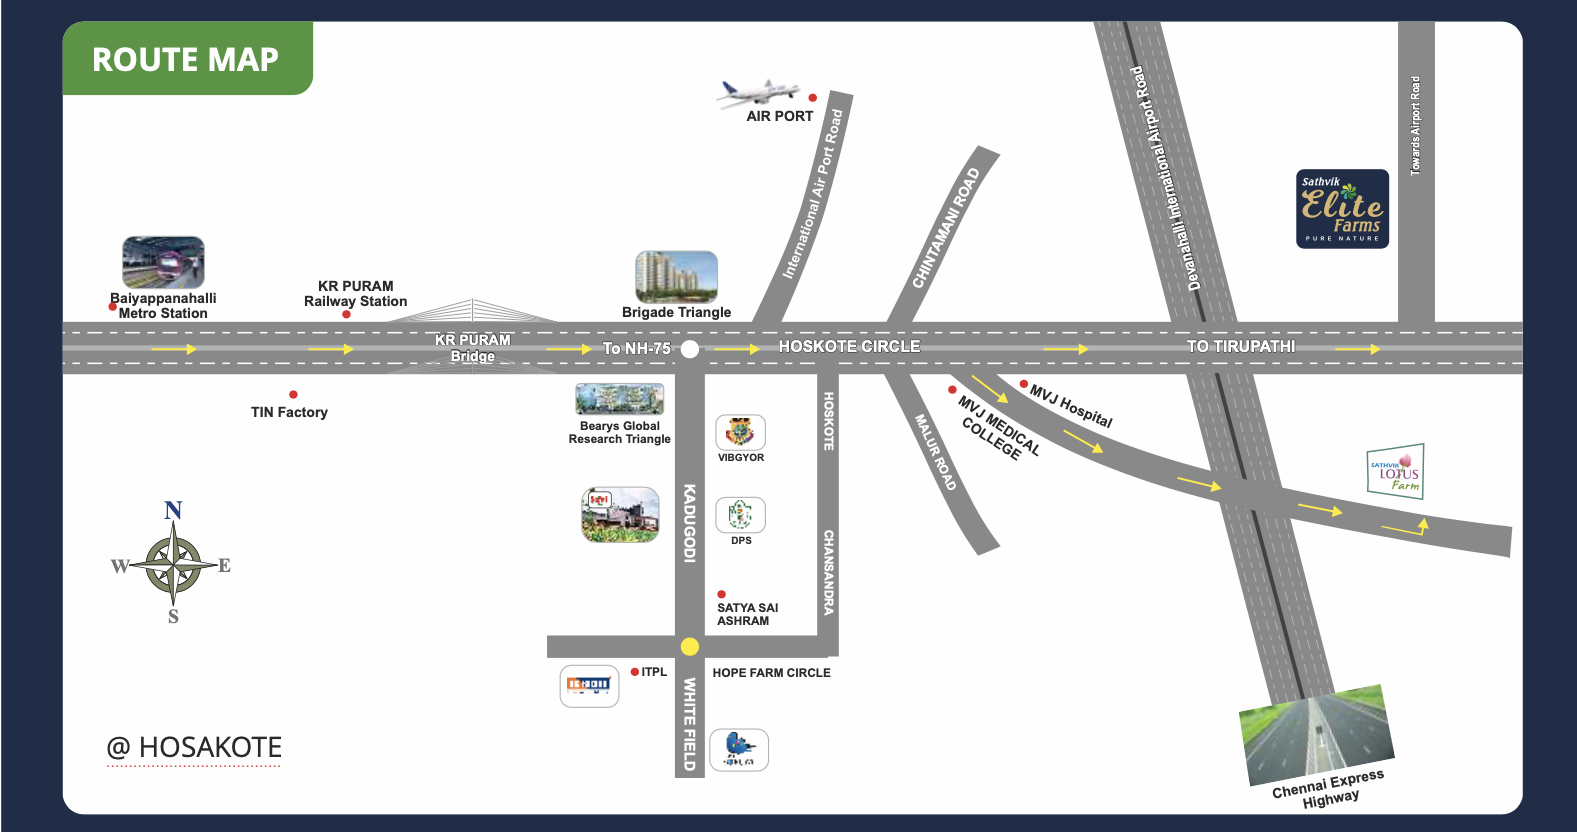 ROUTE MAP
AIR PORT
International Air Port Road
CHINTAMANI ROAD
Devanahalli International Airport Road
Towards Airport Road
Sathvik
Elite
Farms
PURE NATURE
Baiyappanahalli
Metro Station
KR PURAM
Railway Station
Brigade Triangle
KR PURAM
Bridge
To NH-75
HOSKOTE CIRCLE
TO TIRUPATHI
TIN Factory
Bearys Global
Research Triangle
VIBGYOR
HOSKOTE
CHANSANDRA
MALUR ROAD
MVJ Hospital
MVJ MEDICAL
COLLEGE
SATHVIK
LOTUS
Farm
KADUGODI
DPS
N
W
E
S
SATYA SAI
ASHRAM
ITPL
HOPE FARM CIRCLE
WHITE FIELD
@ HOSAKOTE
Chennai Express
Highway